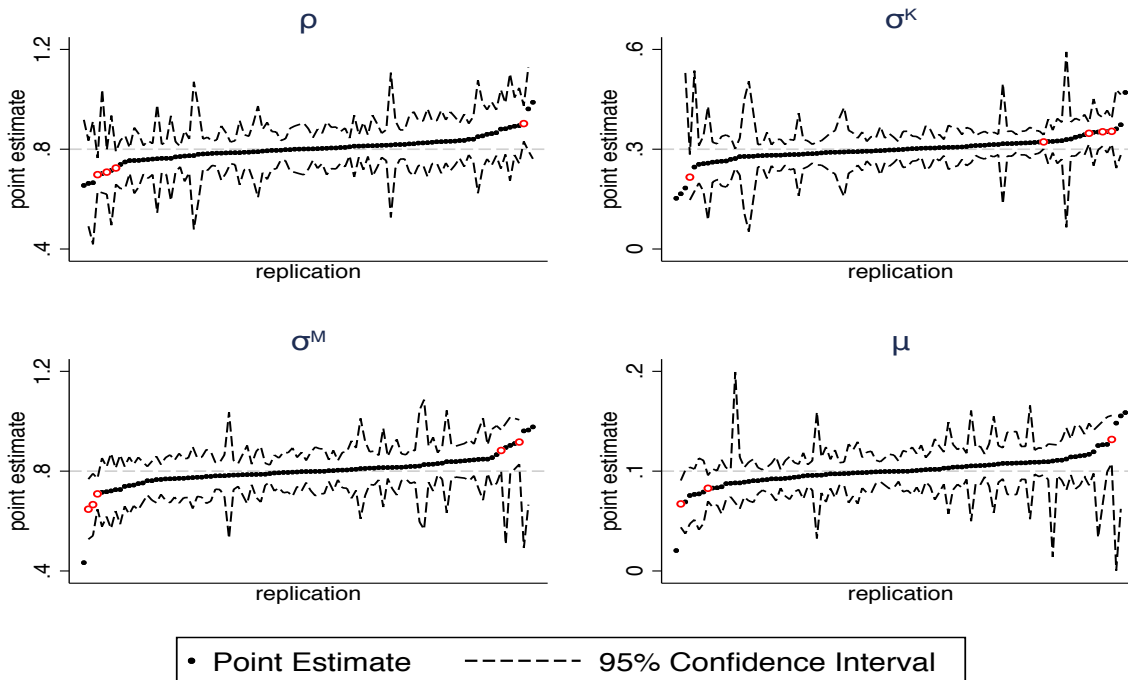 ρ
1.2
.8
.4
point estimate
replication
σᴷ
.6
.3
0
point estimate
replication
σᴹ
1.2
.8
.4
point estimate
replication
μ
.2
.1
0
point estimate
replication
Point Estimate 95% Confidence Interval